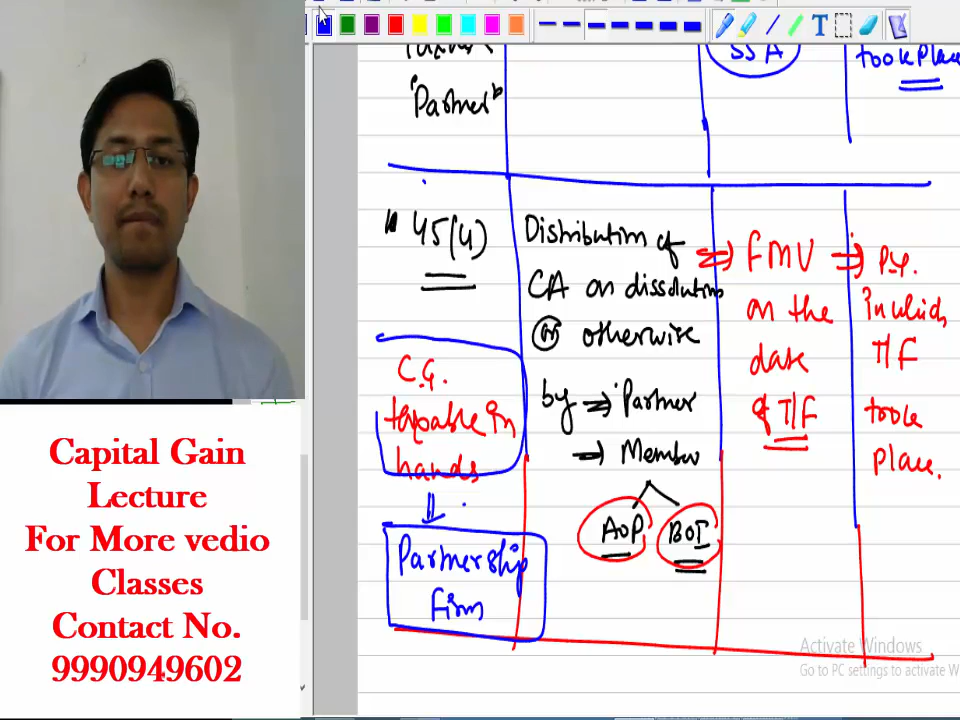 "Partner"
SSA
took place
45(4)
Distribution of
CA on dissolution
or otherwise
by ⇒ Partner
→ Member
AOP BOI
⇒ FMV
on the
date
of T/F
⇒ P.Y.
in which
T/F
took
place.
C.G.
taxable in
hands
Partnership
firm
Capital Gain
Lecture
For More vedio
Classes
Contact No.
9990949602
Activate Windows
Go to PC settings to activate W